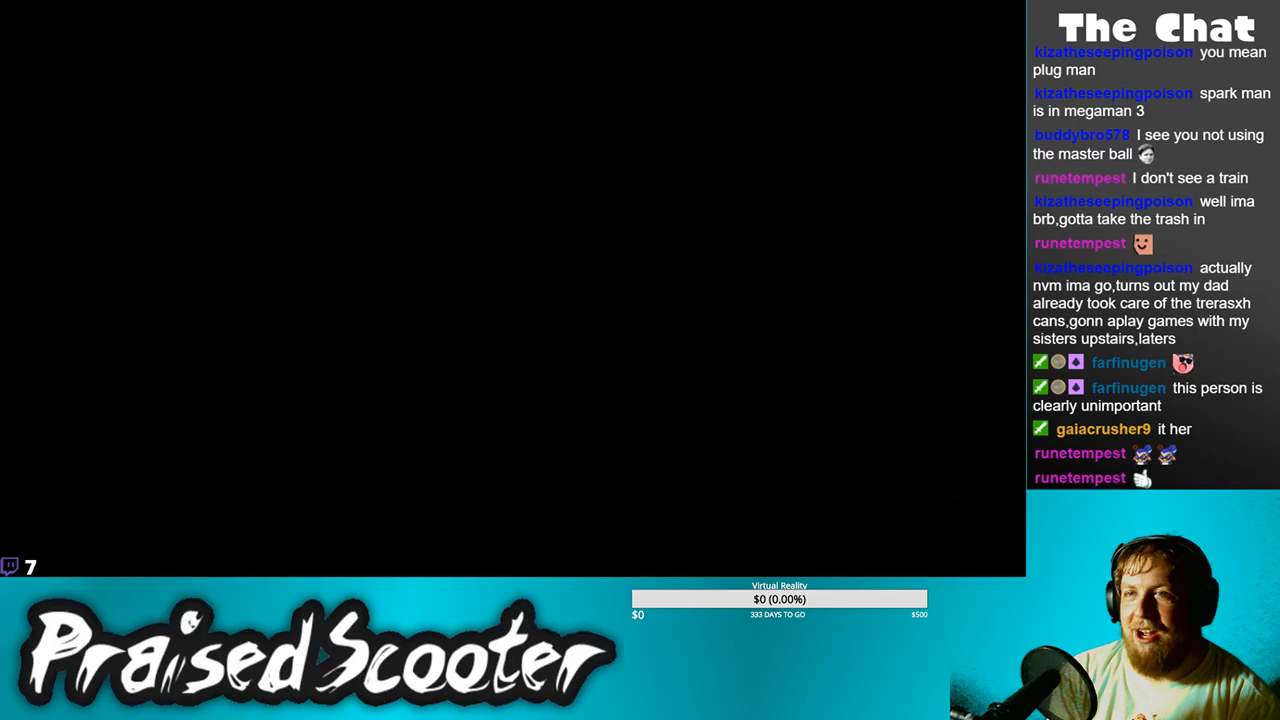 The Chat
kizatheseepingpoison you mean
plug man
kizatheseepingpoison spark man
is in megaman 3
buddybro578 I see you not using
the master ball
runetempest I don't see a train
kizatheseepingpoison well ima
brb,gotta take the trash in
runetempest
kizatheseepingpoison actually
nvm ima go,turns out my dad
already took care of the trerasxh
cans,gonn aplay games with my
sisters upstairs,laters
farfinugen
farfinugen this person is
clearly unimportant
gaiacrusher9 it her
runetempest
runetempest
7
Virtual Reality
$0 (0.00%)
$0 333 DAYS TO GO $500
PraisedScooter